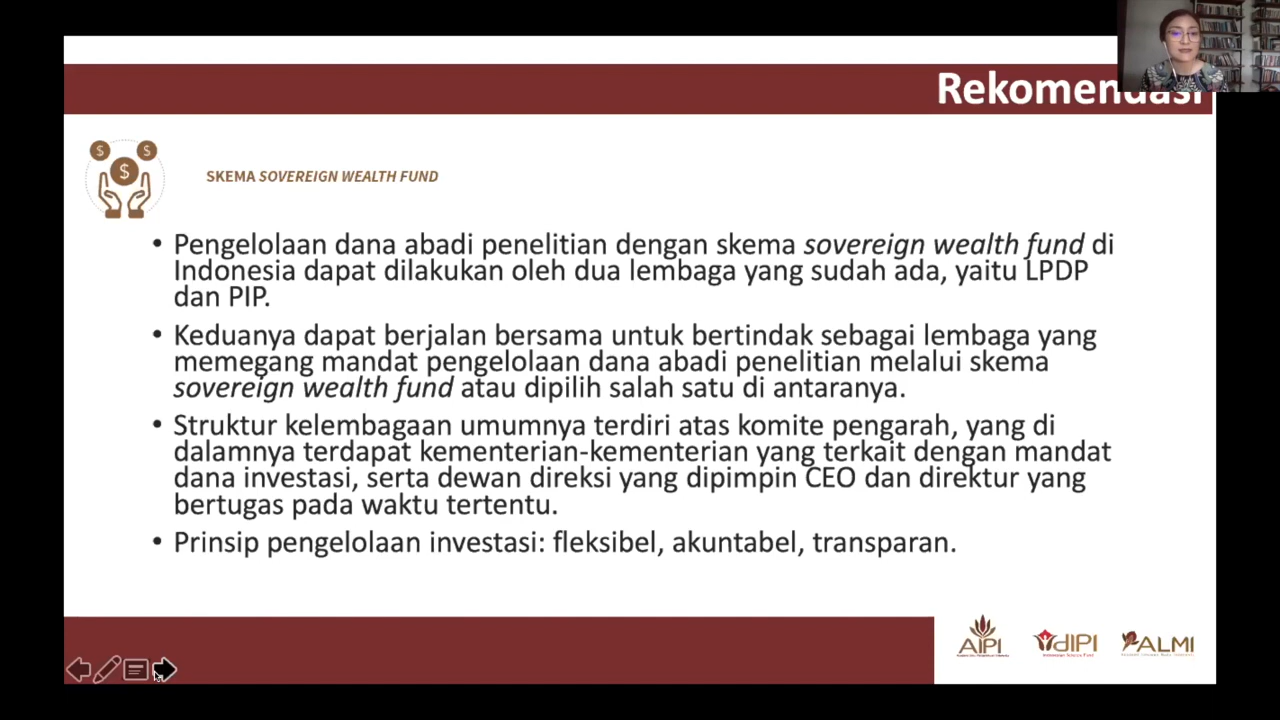 Rekomendasi
SKEMA SOVEREIGN WEALTH FUND
• Pengelolaan dana abadi penelitian dengan skema sovereign wealth fund di
Indonesia dapat dilakukan oleh dua lembaga yang sudah ada, yaitu LPDP
dan PIP.
• Keduanya dapat berjalan bersama untuk bertindak sebagai lembaga yang
memegang mandat pengelolaan dana abadi penelitian melalui skema
sovereign wealth fund atau dipilih salah satu di antaranya.
• Struktur kelembagaan umumnya terdiri atas komite pengarah, yang di
dalamnya terdapat kementerian-kementerian yang terkait dengan mandat
dana investasi, serta dewan direksi yang dipimpin CEO dan direktur yang
bertugas pada waktu tertentu.
• Prinsip pengelolaan investasi: fleksibel, akuntabel, transparan.
AIPI
dIPI
ALMI